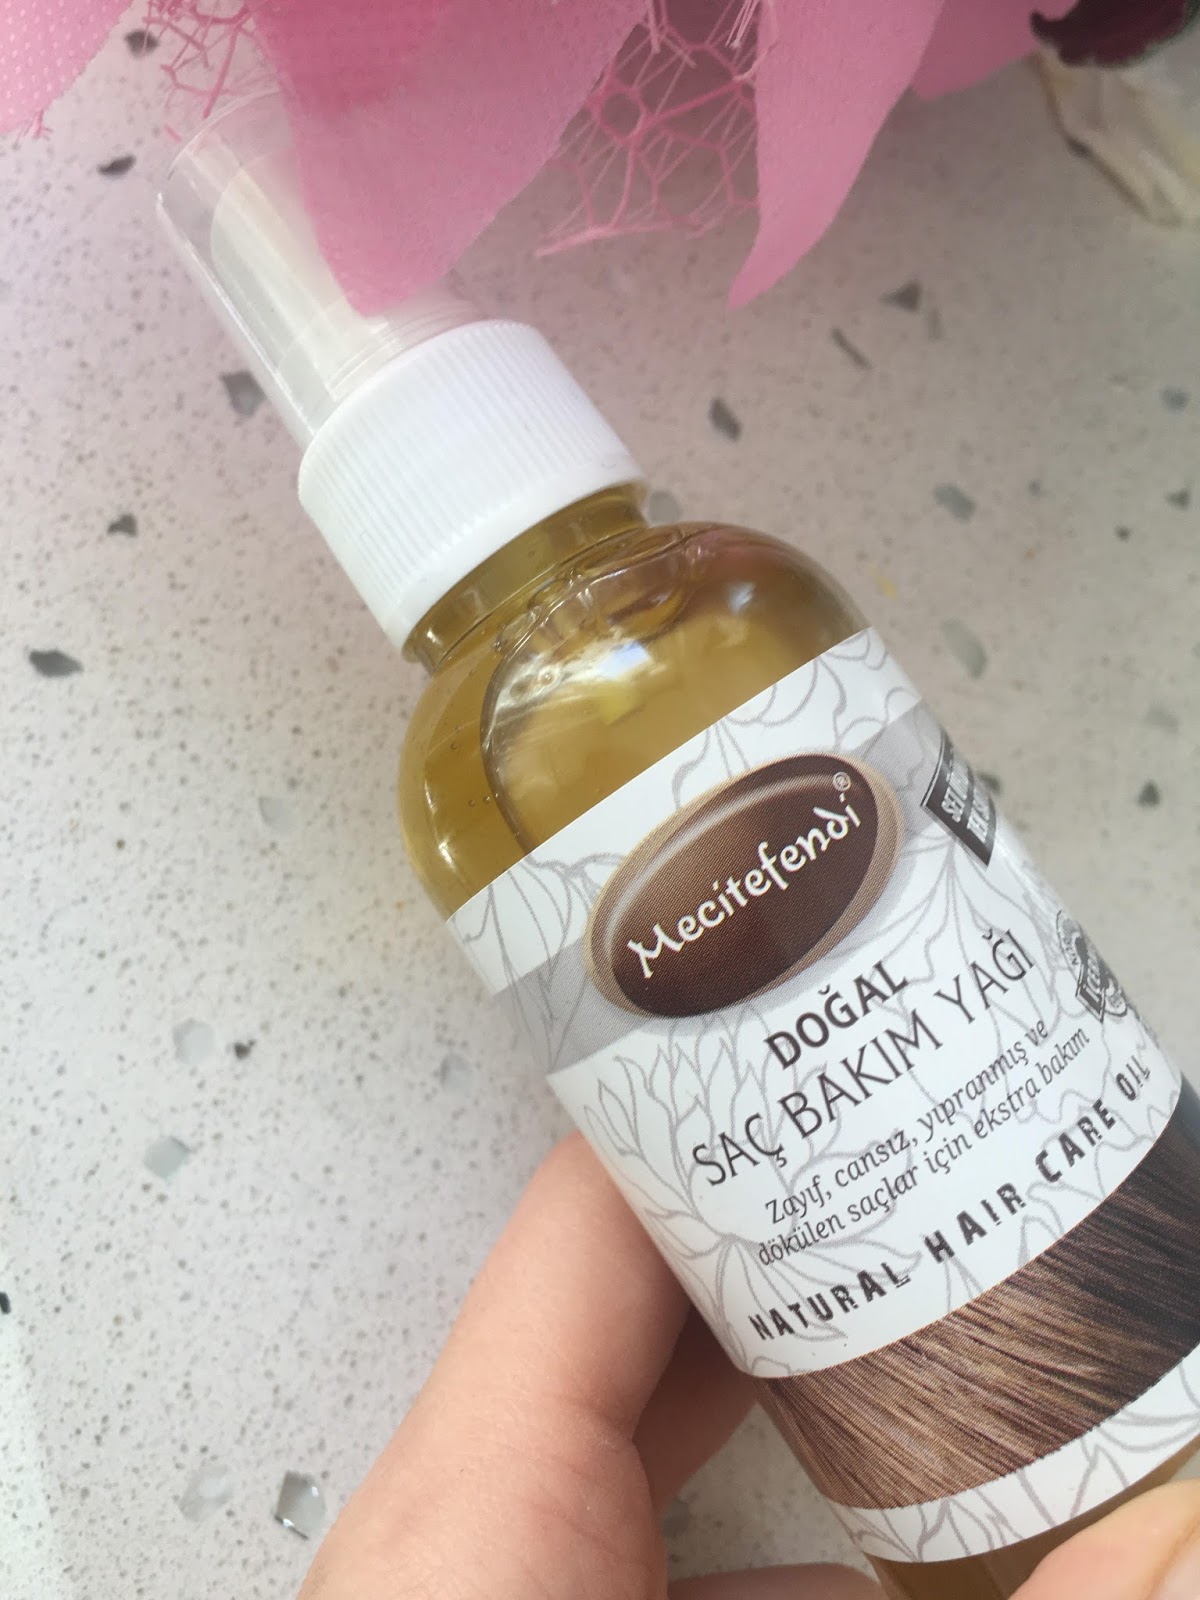 Mecitefendi®
DOĞAL
SAÇ BAKIM YAĞI
Zayıf, cansız, yıpranmış ve
dökülen saçlar için ekstra bakım
NATURAL HAIR CARE OIL